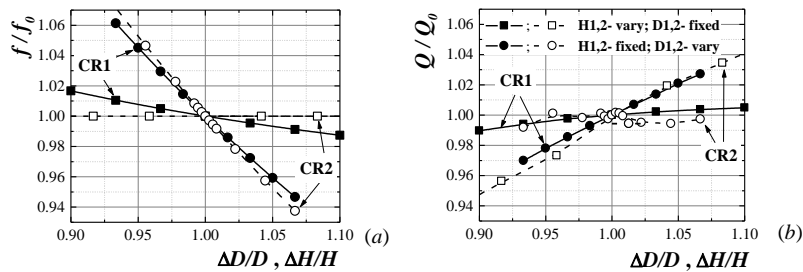 f / f0
1.06
1.04
1.02
1.00
0.98
0.96
0.94
CR1
CR2
0.90 0.95 1.00 1.05 1.10
ΔD/D , ΔH/H
(a)
Q / Q0
1.06
1.04
1.02
1.00
0.98
0.96
0.94
; H1,2- vary; D1,2- fixed
; H1,2- fixed; D1,2- vary
CR1
CR2
0.90 0.95 1.00 1.05 1.10
ΔD/D , ΔH/H
(b)